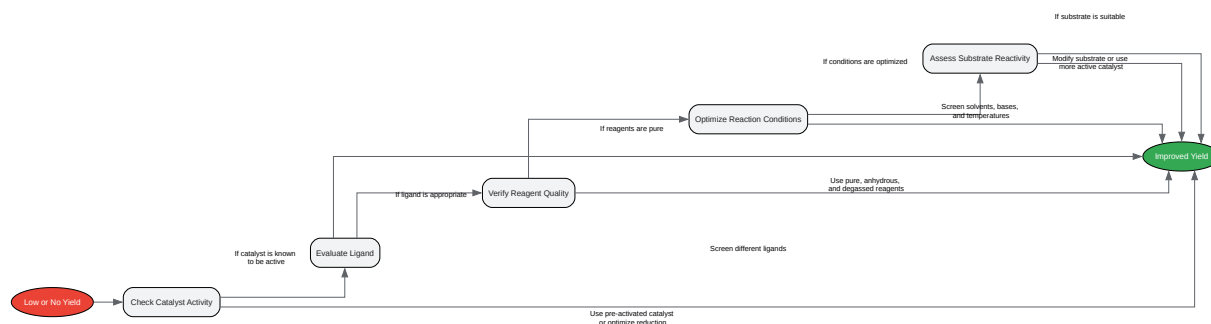 If substrate is suitable
Assess Substrate Reactivity
If conditions are optimized
Modify substrate or use
more active catalyst
Screen solvents, bases,
and temperatures
Optimize Reaction Conditions
If reagents are pure
Improved Yield
Use pure, anhydrous,
and degassed reagents
If ligand is appropriate
Verify Reagent Quality
Screen different ligands
If catalyst is known
to be active
Evaluate Ligand
Low or No Yield
Check Catalyst Activity
Use pre-activated catalyst
or optimize reduction